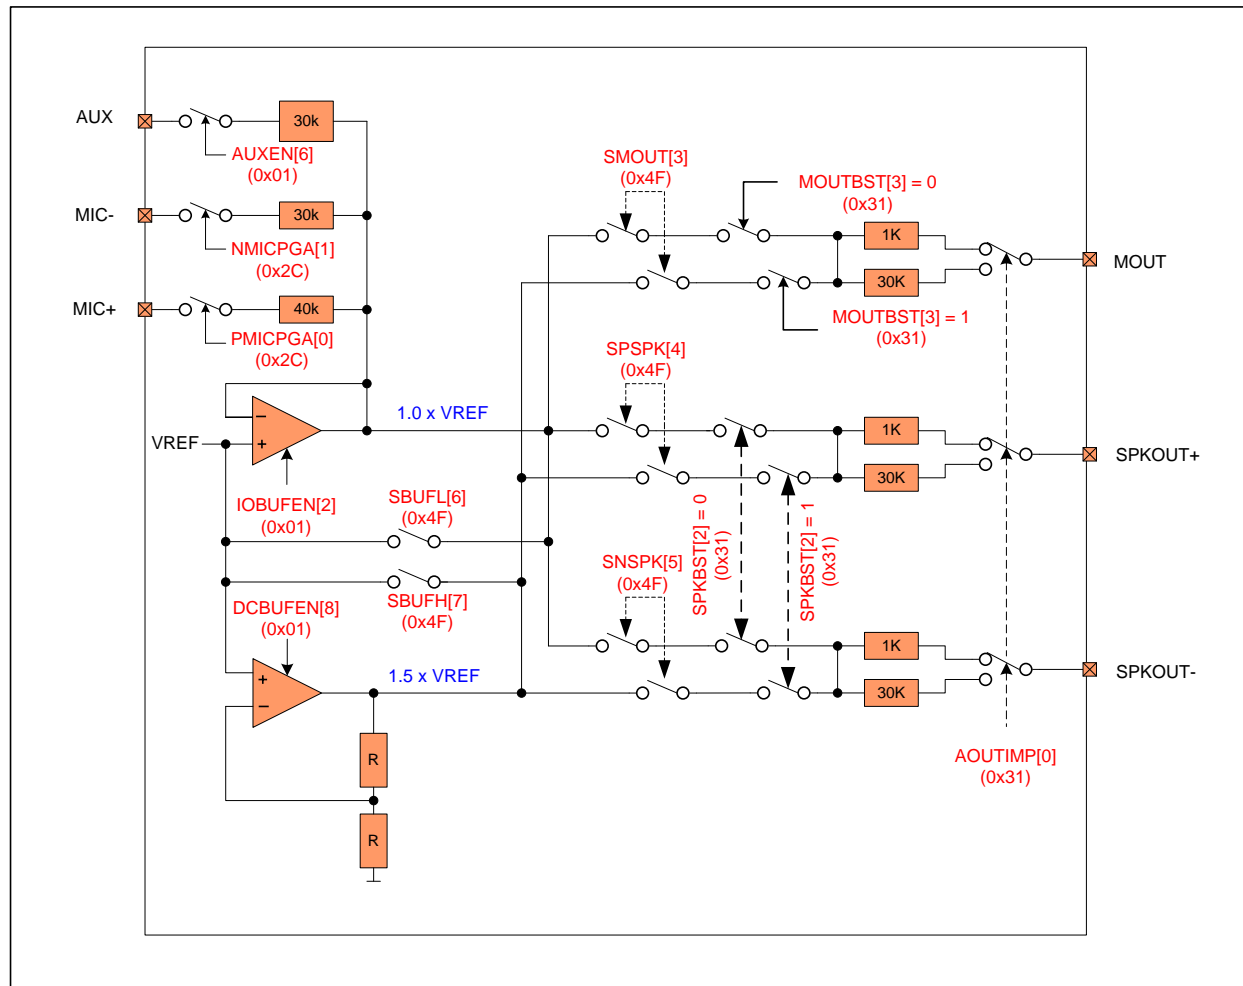 AUX
30k
AUXEN[6]
(0x01)
MIC-
30k
NMICPGA[1]
(0x2C)
MIC+
40k
PMICPGA[0]
(0x2C)
VREF
−
+
1.0 x VREF
IOBUFEN[2]
(0x01)
SBUFL[6]
(0x4F)
SBUFH[7]
(0x4F)
DCBUFEN[8]
(0x01)
+
−
1.5 x VREF
R
R
SMOUT[3]
(0x4F)
MOUTBST[3] = 0
(0x31)
1K
30K
MOUT
MOUTBST[3] = 1
(0x31)
SPSPK[4]
(0x4F)
1K
30K
SPKOUT+
SPKBST[2] = 0
(0x31)
SPKBST[2] = 1
(0x31)
SNSPK[5]
(0x4F)
1K
30K
SPKOUT-
AOUTIMP[0]
(0x31)